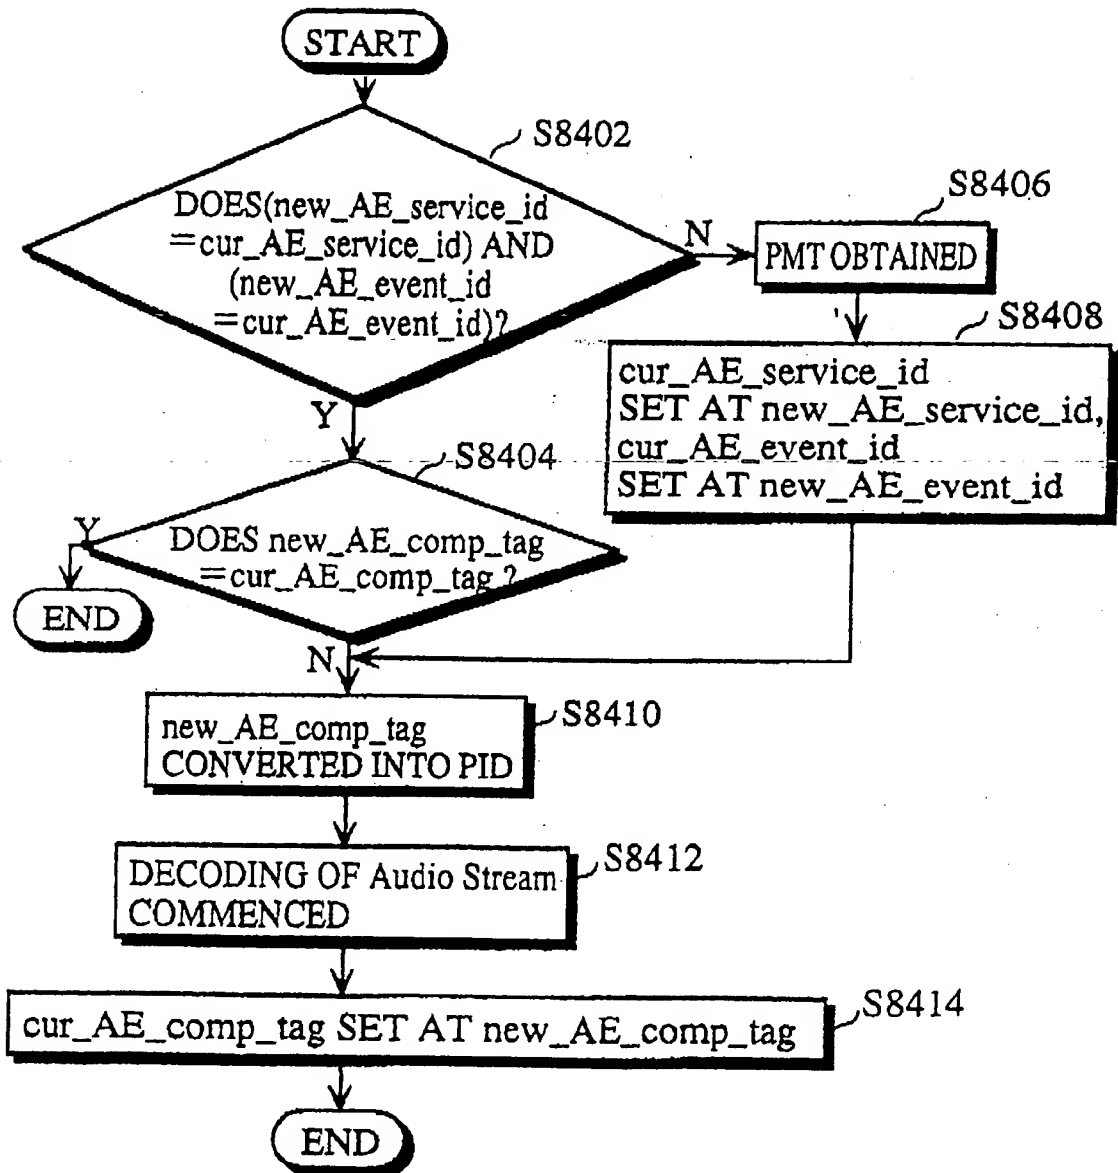 START
S8402
DOES(new_AE_service_id
=cur_AE_service_id) AND
(new_AE_event_id
=cur_AE_event_id)?
N
S8406
PMT OBTAINED
S8408
cur_AE_service_id
SET AT new_AE_service_id,
cur_AE_event_id
SET AT new_AE_event_id
Y
S8404
DOES new_AE_comp_tag
=cur_AE_comp_tag ?
Y
END
N
S8410
new_AE_comp_tag
CONVERTED INTO PID
S8412
DECODING OF Audio Stream
COMMENCED
S8414
cur_AE_comp_tag SET AT new_AE_comp_tag
END